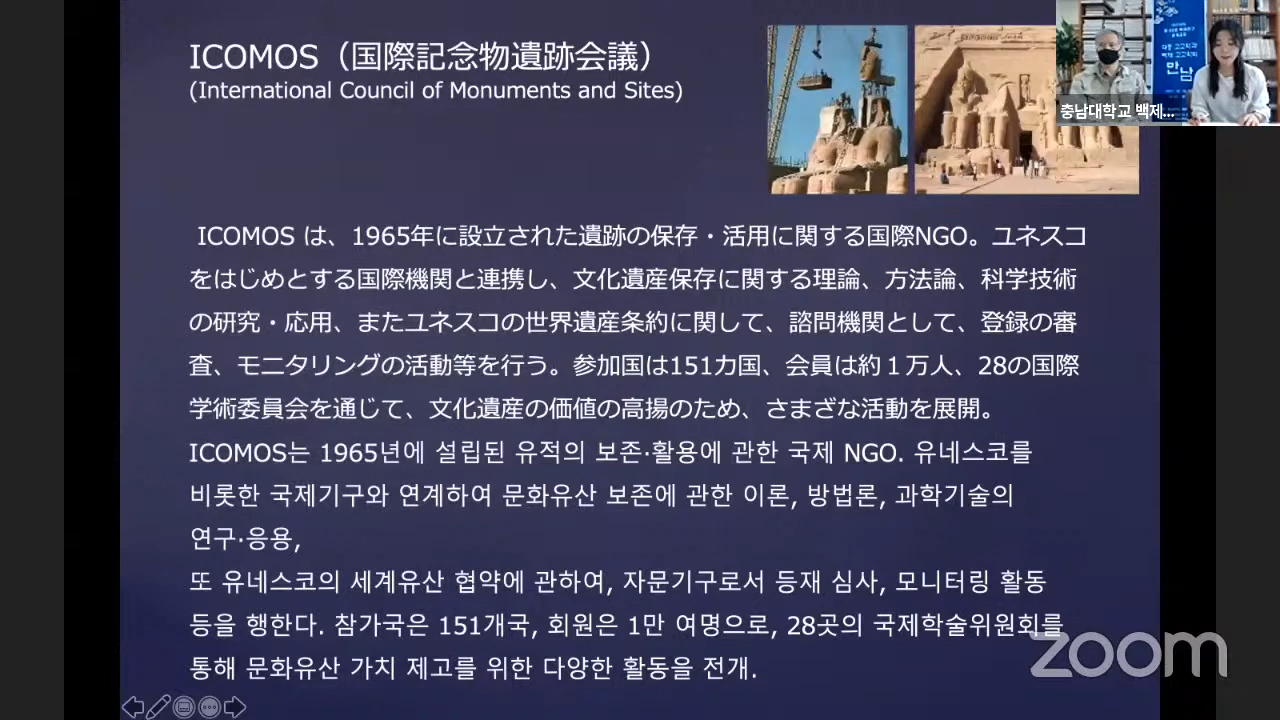 ICOMOS（国際記念物遺跡会議）
(International Council of Monuments and Sites)
만남
충남대학교 백제...
ICOMOS は、1965年に設立された遺跡の保存・活用に関する国際NGO。ユネスコ
をはじめとする国際機関と連携し、文化遺産保存に関する理論、方法論、科学技術
の研究・応用、またユネスコの世界遺産条約に関して、諮問機関として、登録の審
査、モニタリングの活動等を行う。参加国は151カ国、会員は約１万人、28の国際
学術委員会を通じて、文化遺産の価値の高揚のため、さまざな活動を展開。
ICOMOS는 1965년에 설립된 유적의 보존·활용에 관한 국제 NGO. 유네스코를
비롯한 국제기구와 연계하여 문화유산 보존에 관한 이론, 방법론, 과학기술의
연구·응용,
또 유네스코의 세계유산 협약에 관하여, 자문기구로서 등재 심사, 모니터링 활동
등을 행한다. 참가국은 151개국, 회원은 1만 여명으로, 28곳의 국제학술위원회를
통해 문화유산 가치 제고를 위한 다양한 활동을 전개.
zoom